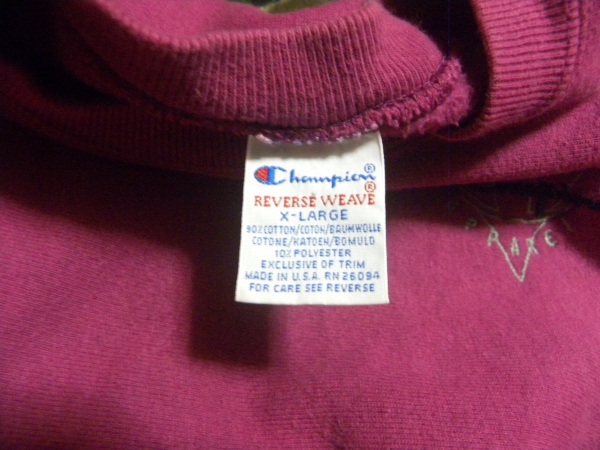 Champion®
REVERSE WEAVE®
X-LARGE
90% COTTON/COTON/BAUMWOLLE
COTONE/KATOEN/BOMULD
10% POLYESTER
EXCLUSIVE OF TRIM
MADE IN U.S.A. RN 26094
FOR CARE SEE REVERSE
DRAKE